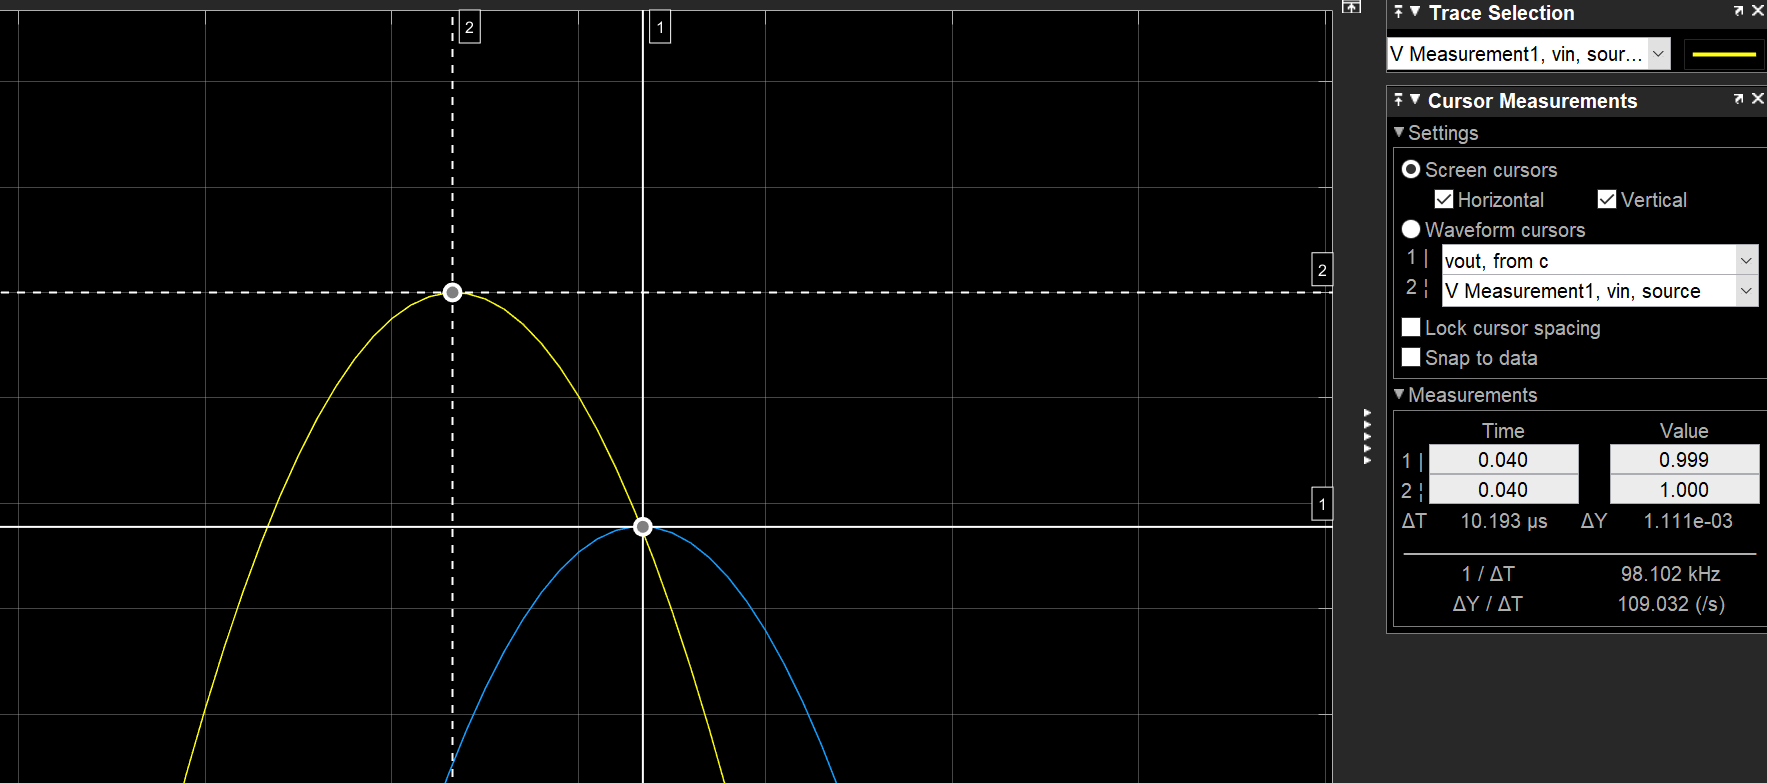 2
1
2
1
Trace Selection
V Measurement1, vin, sour...
Cursor Measurements
Settings
Screen cursors
Horizontal Vertical
Waveform cursors
1 | vout, from c
2 ¦ V Measurement1, vin, source
Lock cursor spacing
Snap to data
Measurements
Time Value
1 | 0.040 0.999
2 ¦ 0.040 1.000
ΔT 10.193 µs ΔY 1.111e-03
1 / ΔT 98.102 kHz
ΔY / ΔT 109.032 (/s)